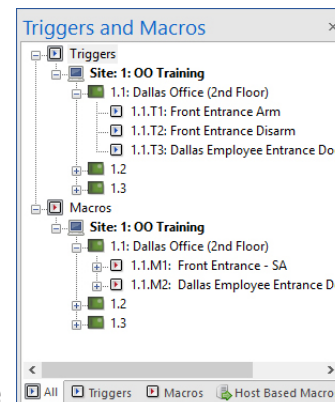 Triggers and Macros
Triggers
Site: 1: OO Training
1.1: Dallas Office (2nd Floor)
1.1.T1: Front Entrance Arm
1.1.T2: Front Entrance Disarm
1.1.T3: Dallas Employee Entrance Do
1.2
1.3
Macros
Site: 1: OO Training
1.1: Dallas Office (2nd Floor)
1.1.M1: Front Entrance - SA
1.1.M2: Dallas Employee Entrance D
1.2
1.3
All Triggers Macros Host Based Macro